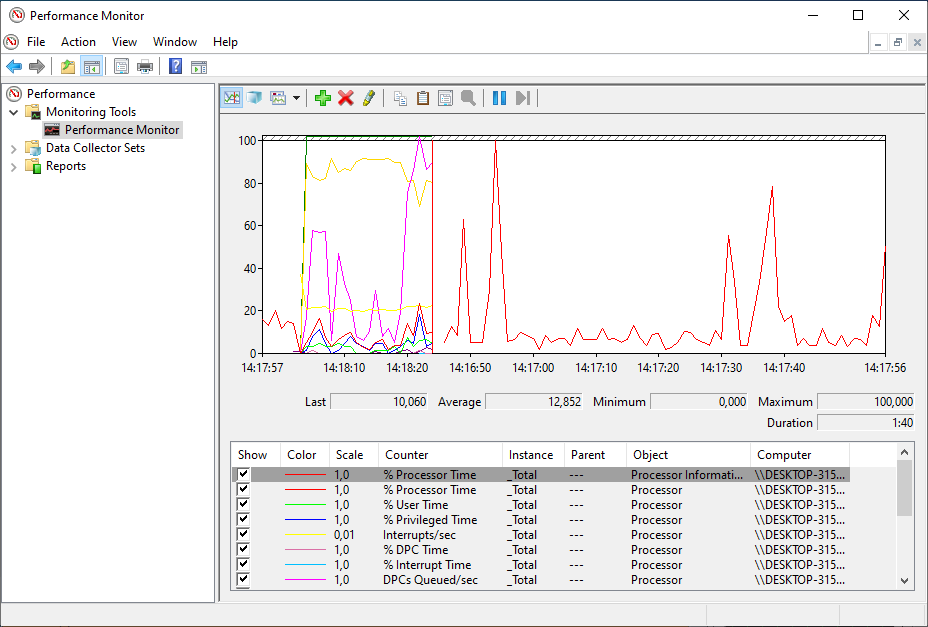 Performance Monitor
File Action View Window Help
Performance
Monitoring Tools
Performance Monitor
Data Collector Sets
Reports
100
80
60
40
20
0
14:17:57 14:18:10 14:18:20 14:16:50 14:17:00 14:17:10 14:17:20 14:17:30 14:17:40 14:17:56
Last 10,060 Average 12,852 Minimum 0,000 Maximum 100,000
Duration 1:40
Show Color Scale Counter Instance Parent Object Computer
1,0 % Processor Time _Total --- Processor Informati... \\DESKTOP-315...
1,0 % Processor Time _Total --- Processor \\DESKTOP-315...
1,0 % User Time _Total --- Processor \\DESKTOP-315...
1,0 % Privileged Time _Total --- Processor \\DESKTOP-315...
0,01 Interrupts/sec _Total --- Processor \\DESKTOP-315...
1,0 % DPC Time _Total --- Processor \\DESKTOP-315...
1,0 % Interrupt Time _Total --- Processor \\DESKTOP-315...
1,0 DPCs Queued/sec _Total --- Processor \\DESKTOP-315...